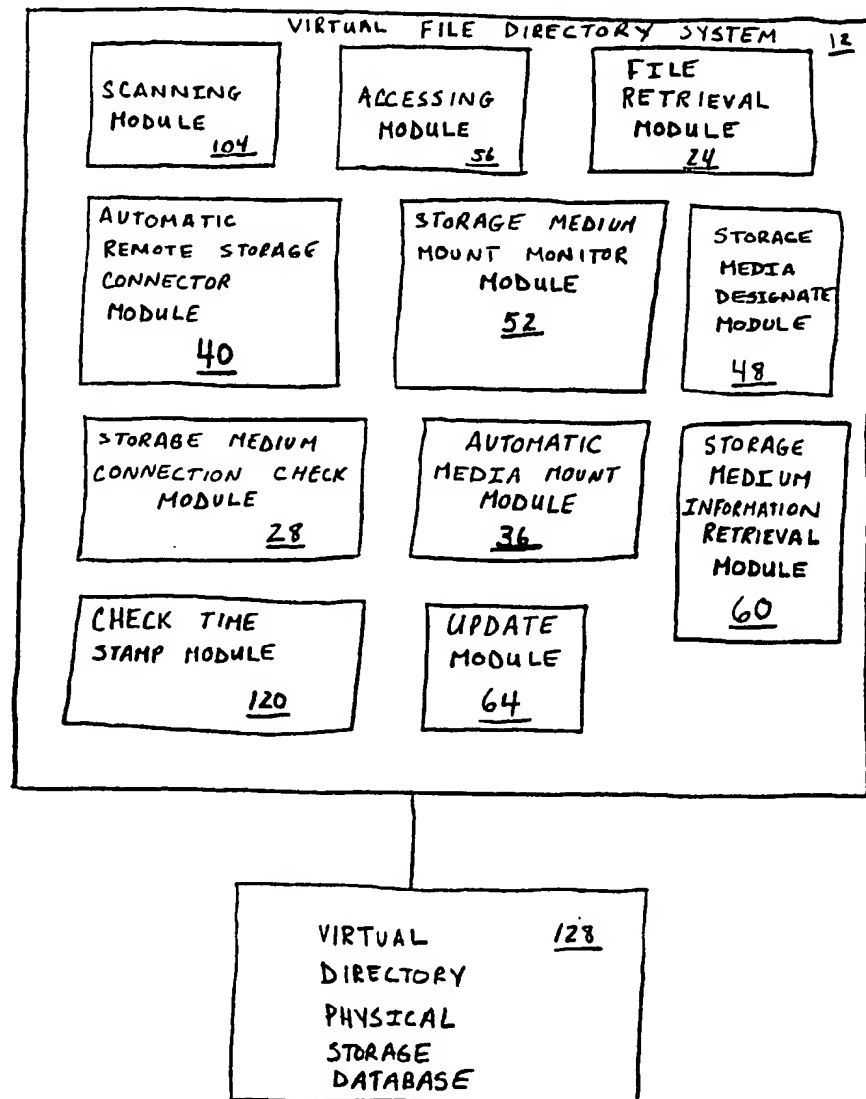 VIRTUAL FILE DIRECTORY SYSTEM 12
SCANNING
MODULE
104
ACCESSING
MODULE
56
FILE
RETRIEVAL
MODULE
24
AUTOMATIC
REMOTE STORAGE
CONNECTOR
MODULE
40
STORAGE MEDIUM
MOUNT MONITOR
MODULE
52
STORAGE
MEDIA
DESIGNATE
MODULE
48
STORABE MEDIUM
CONNECTION CHECK
MODULE
28
AUTOMATIC
MEDIA MOUNT
MODULE
36
STORAGE
MEDIUM
INFORMATION
RETRIEVAL
MODULE
60
CHECK TIME
STAMP MODULE
120
UPDATE
MODULE
64
VIRTUAL 128
DIRECTORY
PHYSICAL
STORAGE
DATABASE